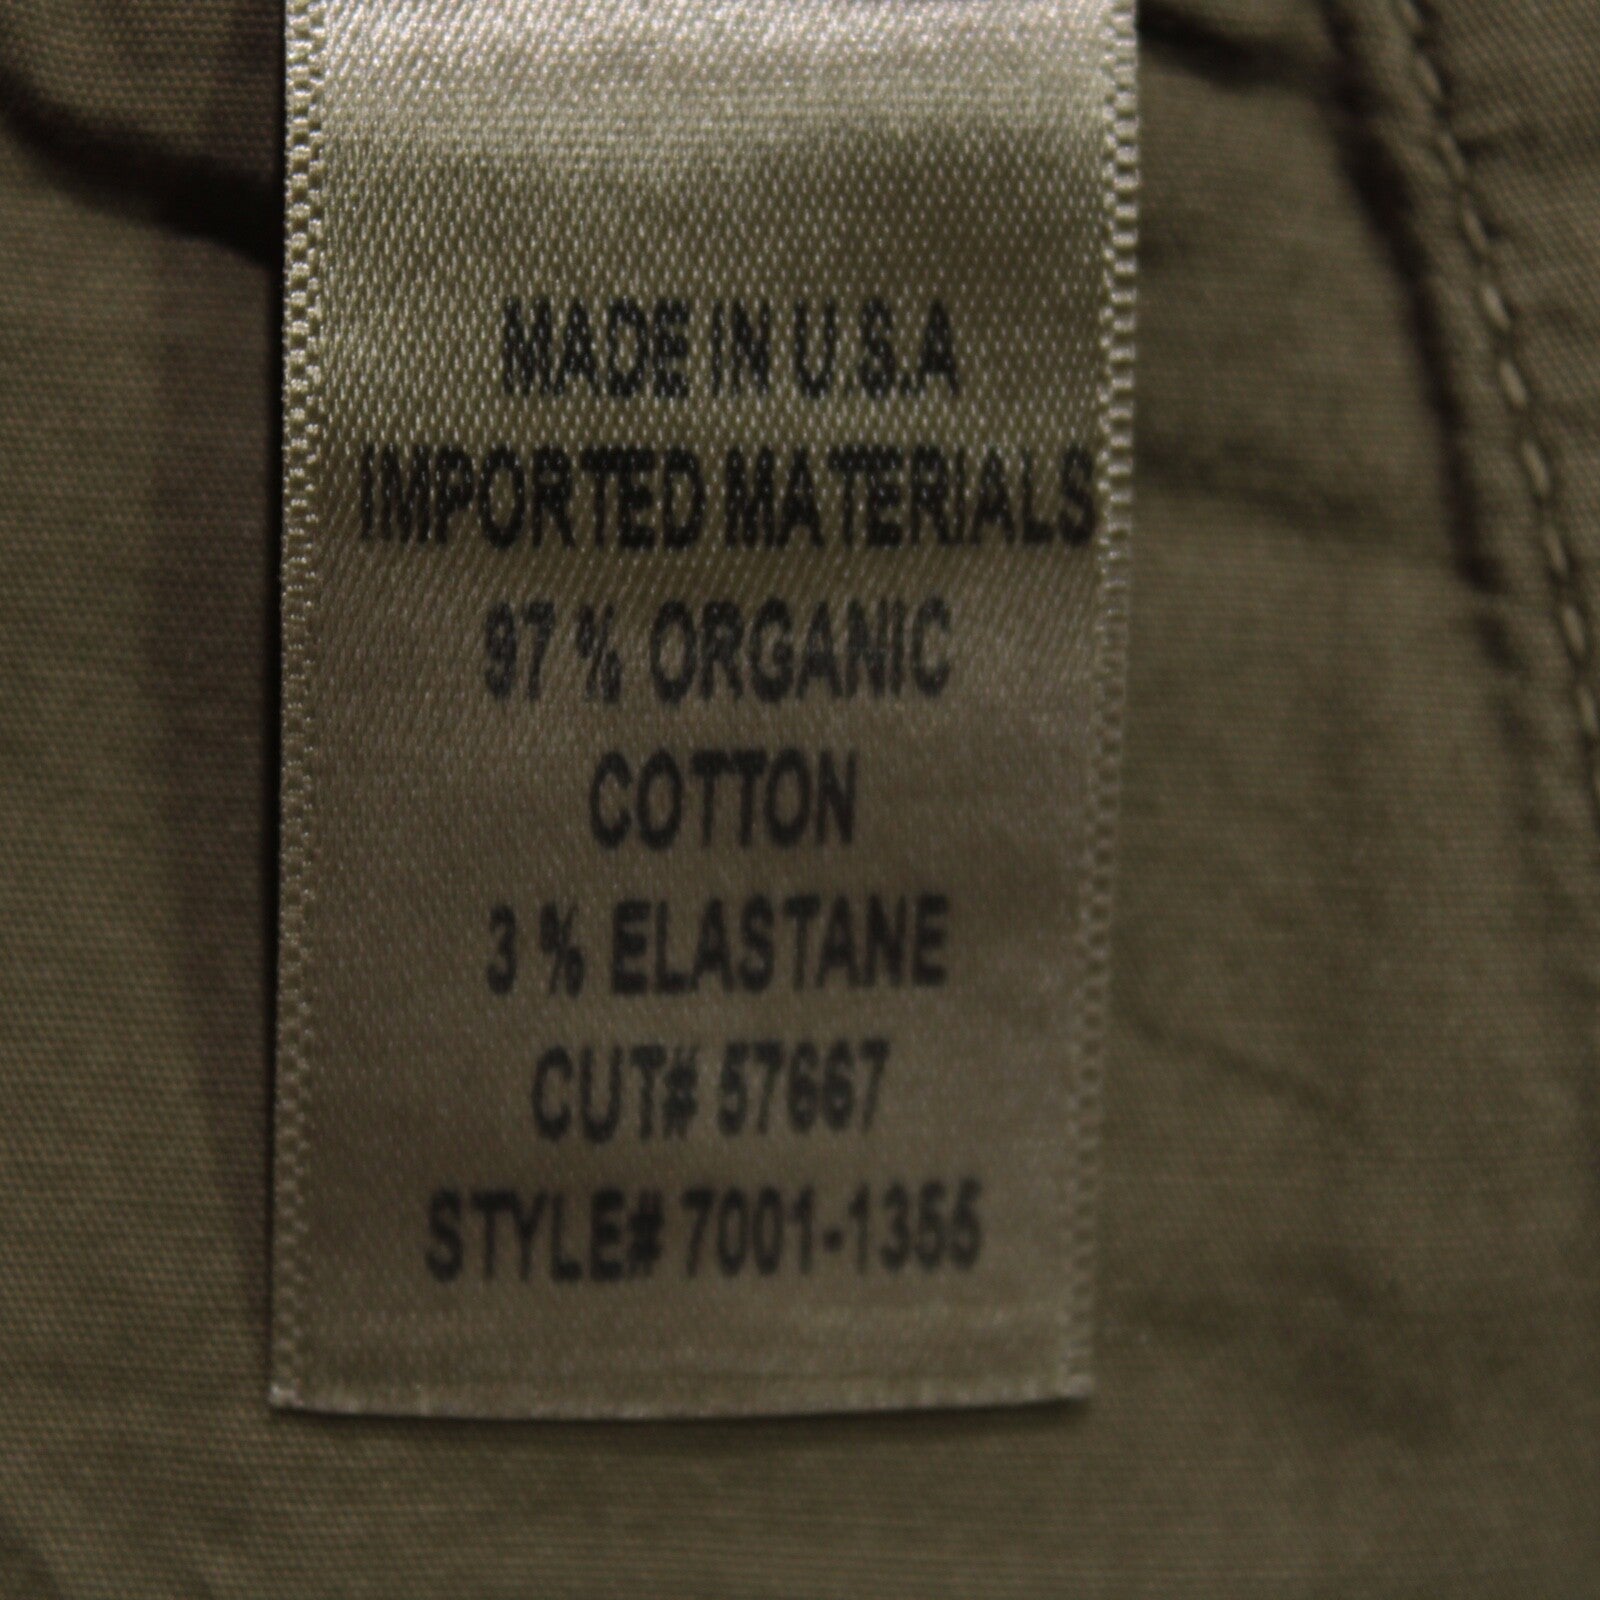 MADE IN U.S.A
IMPORTED MATERIALS
97 % ORGANIC
COTTON
3 % ELASTANE
CUT# 57667
STYLE# 7001-1355